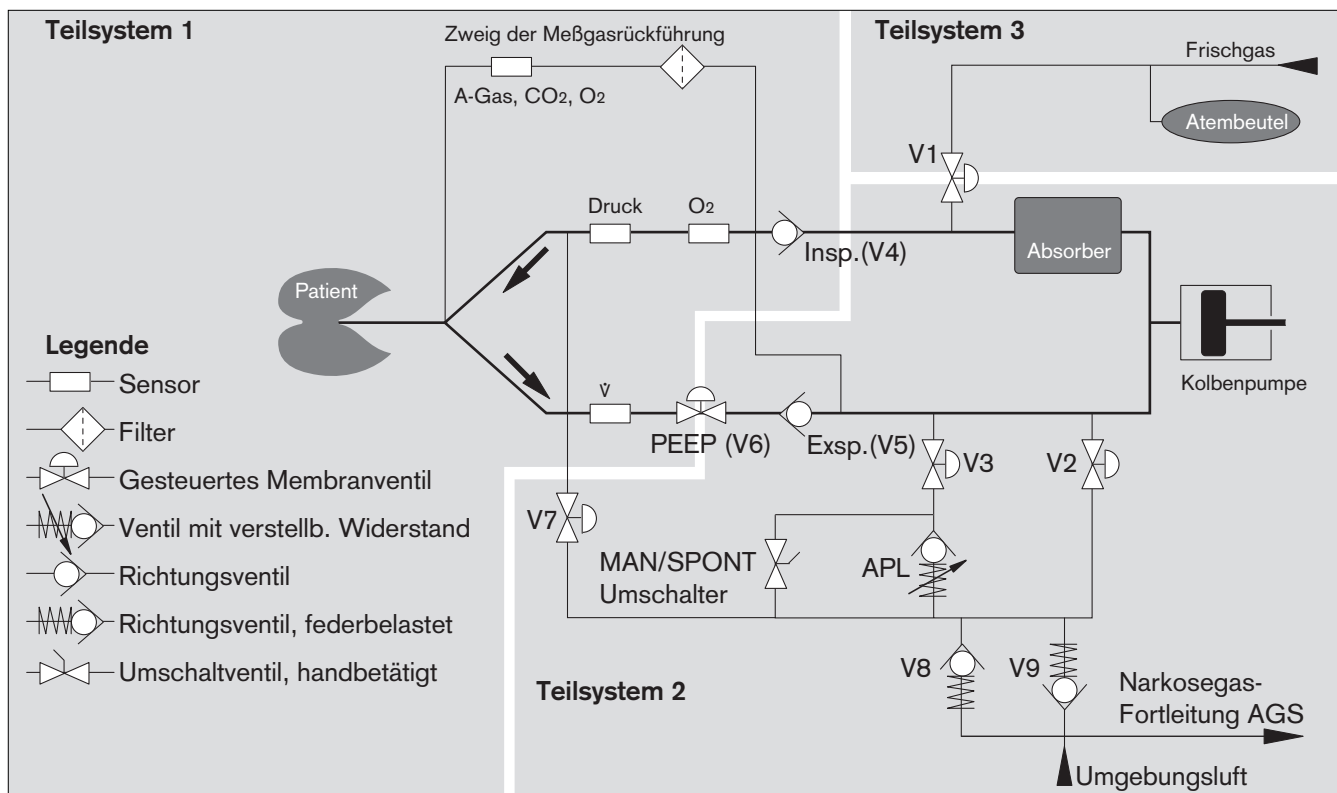 Teilsystem 1
Zweig der Meßgasrückführung
A-Gas, CO2, O2
Teilsystem 3
Frischgas
Atembeutel
V1
Druck
O2
Insp.(V4)
Absorber
Patient
Kolbenpumpe
Legende
Sensor
Filter
Gesteuertes Membranventil
Ventil mit verstellb. Widerstand
Richtungsventil
Richtungsventil, federbelastet
Umschaltventil, handbetätigt
V̇
PEEP (V6)
Exsp.(V5)
V3
V2
V7
MAN/SPONT
Umschalter
APL
V8
V9
Teilsystem 2
Narkosegas-
Fortleitung AGS
Umgebungsluft